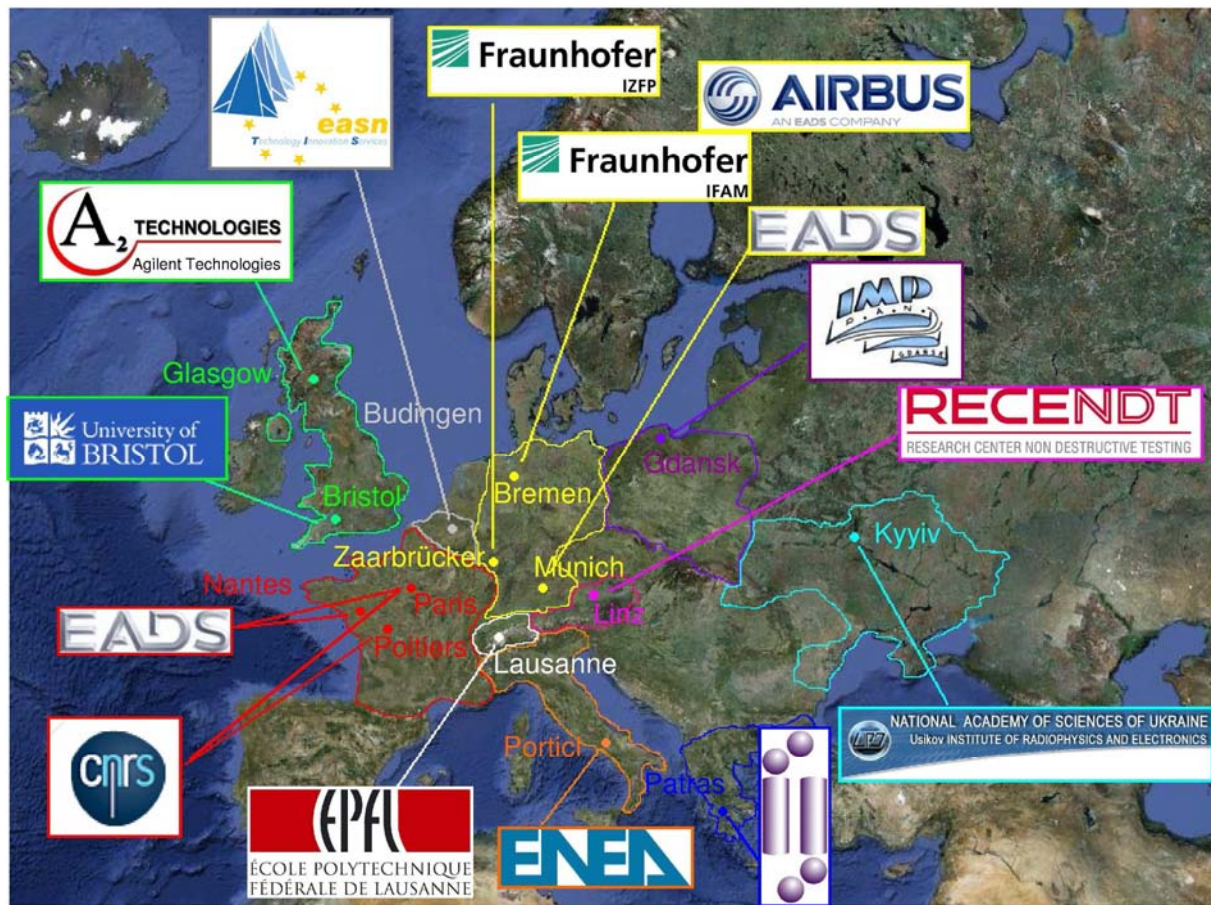 Fraunhofer
IZFP
easn
Technology Innovation Services
AIRBUS
AN EADS COMPANY
Fraunhofer
IFAM
A2 TECHNOLOGIES
Agilent Technologies
EADS
IMP
P.A.N.
GDAŃSK
Glasgow
Budingen
RECENDT
RESEARCH CENTER NON DESTRUCTIVE TESTING
University of
BRISTOL
Gdansk
Bremen
Bristol
Kyyiv
Zaarbrücker
Munich
Nantes
Paris
Linz
EADS
Poitiers
Lausanne
NATIONAL ACADEMY OF SCIENCES OF UKRAINE
Usikov INSTITUTE OF RADIOPHYSICS AND ELECTRONICS
Portici
cnrs
Patras
EPFL
ÉCOLE POLYTECHNIQUE
FÉDÉRALE DE LAUSANNE
ENEA